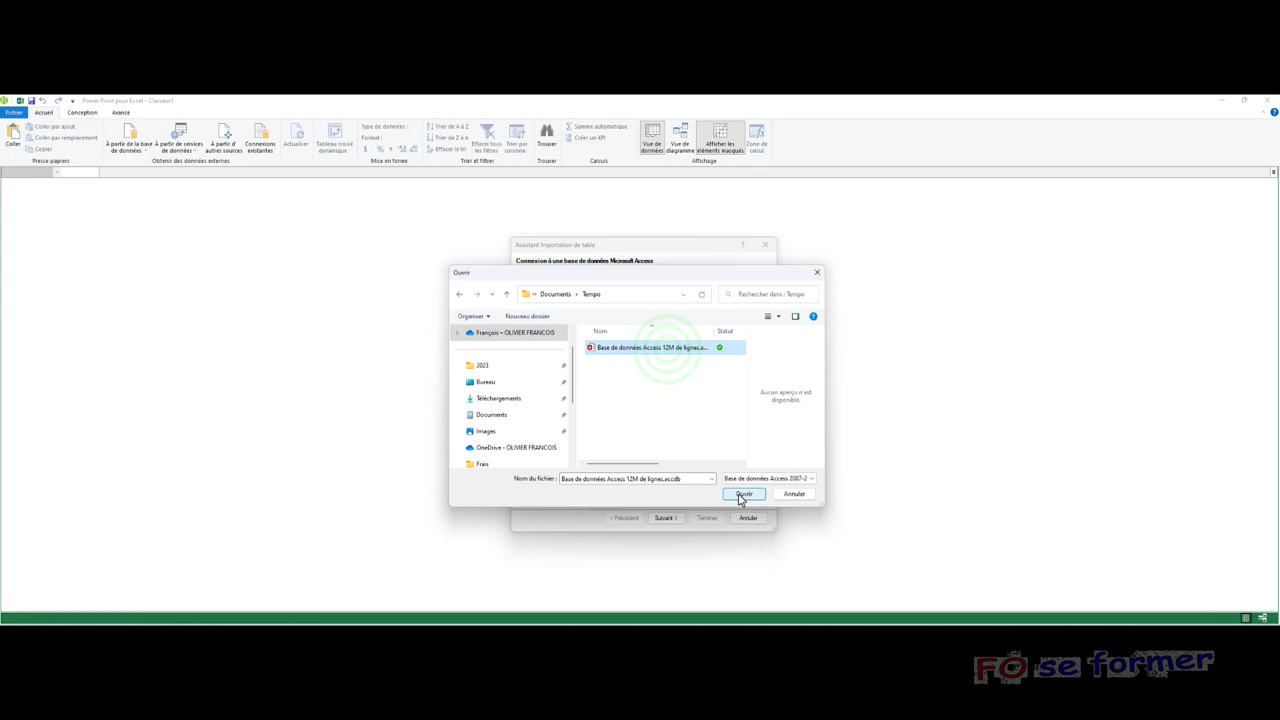 Power Pivot pour Excel - Classeur1
Fichier Accueil Conception Avancé
Coller
Coller par ajout
Coller par remplacement
Copier
Presse-papiers
À partir de la base de données
À partir de services de données
À partir d' autres sources
Connexions existantes
Obtenir des données externes
Actualiser
Tableau croisé dynamique
Type de données :
Format :
$ % ,
Mise en forme
Trier de A à Z
Trier de Z à A
Effacer le tri
Effacer tous les filtres
Trier par colonne
Trier et filtrer
Trouver
Trouver
Somme automatique
Créer un KPI
Calculs
Vue de données
Vue de diagramme
Afficher les éléments masqués
Zone de calcul
Affichage
Assistant Importation de table
Connexion à une base de données Microsoft Access
Ouvrir
« Documents > Tempo
Rechercher dans : Tempo
Organiser Nouveau dossier
François – OLIVIER FRANCOIS
2023
Bureau
Téléchargements
Documents
Images
OneDrive - OLIVIER FRANCOIS
Frais
Nom Statut
Base de données Access 12M de lignes.a...
Aucun aperçu n'est disponible.
Nom du fichier : Base de données Access 12M de lignes.accdb Base de données Access 2007-2
Ouvrir Annuler
< Précédent Suivant > Terminer Annuler
FO se former